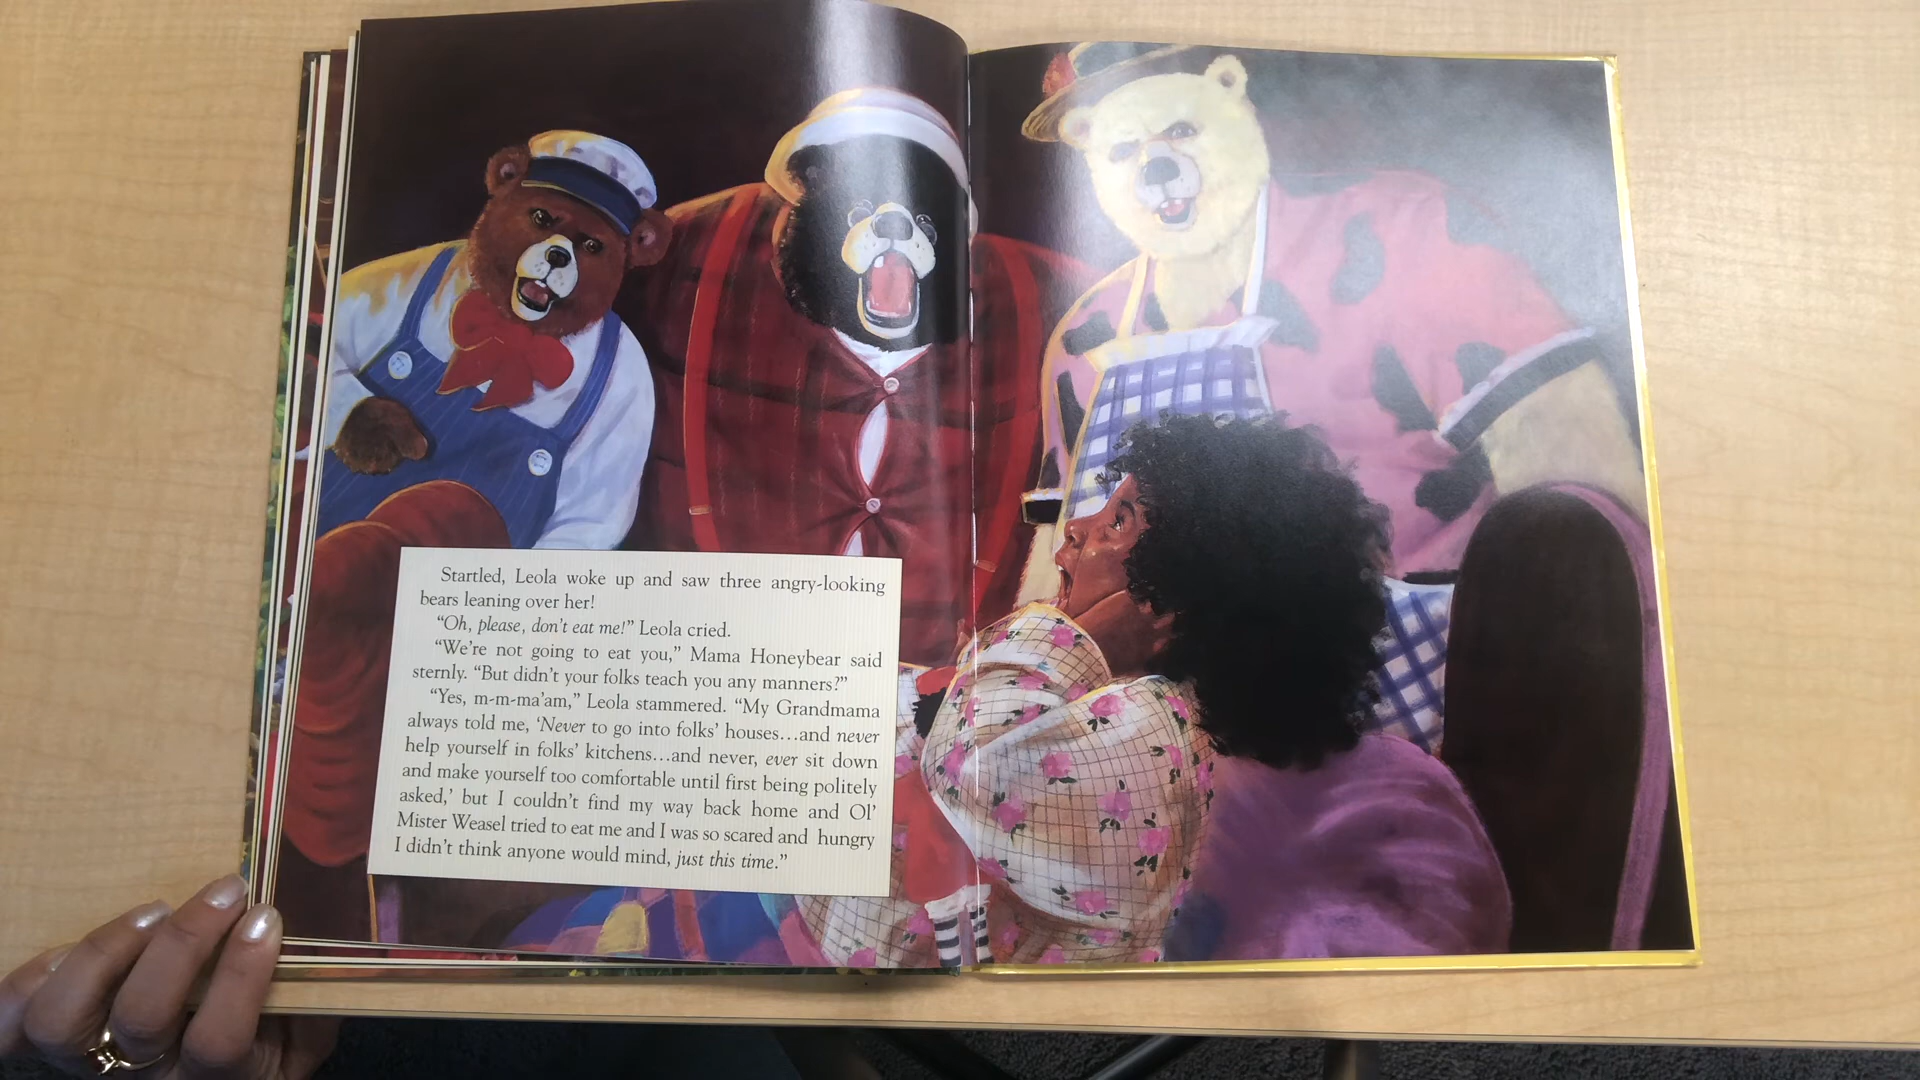 Startled, Leola woke up and saw three angry-looking
bears leaning over her!
“Oh, please, don’t eat me!” Leola cried.
“We’re not going to eat you,” Mama Honeybear said
sternly. “But didn’t your folks teach you any manners?”
“Yes, m-m-ma’am,” Leola stammered. “My Grandmama
always told me, ‘Never to go into folks’ houses…and never
help yourself in folks’ kitchens…and never, ever sit down
and make yourself too comfortable until first being politely
asked,’ but I couldn’t find my way back home and Ol’
Mister Weasel tried to eat me and I was so scared and hungry
I didn’t think anyone would mind, just this time.”